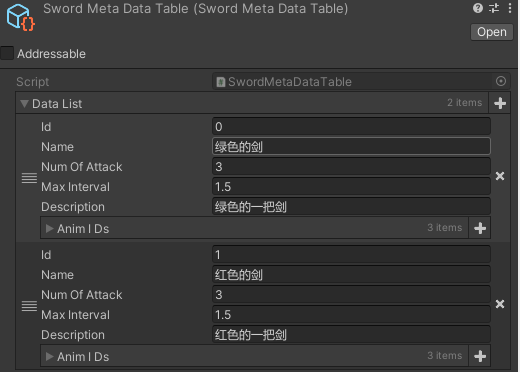 Sword Meta Data Table (Sword Meta Data Table)
Open
Addressable
Script SwordMetaDataTable
Data List 2 items
Id 0
Name 绿色的剑
Num Of Attack 3
Max Interval 1.5
Description 绿色的一把剑
Anim I Ds 3 items
Id 1
Name 红色的剑
Num Of Attack 3
Max Interval 1.5
Description 红色的一把剑
Anim I Ds 3 items